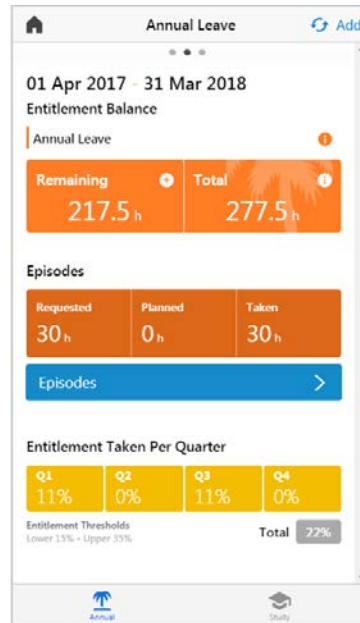 Annual Leave Add
01 Apr 2017 - 31 Mar 2018
Entitlement Balance
Annual Leave
Remaining Total
217.5 h 277.5 h
Episodes
Requested Planned Taken
30 h 0 h 30 h
Episodes
Entitlement Taken Per Quarter
Q1 Q2 Q3 Q4
11% 0% 11% 0%
Entitlement Thresholds
Lower 15% - Upper 35%
Total 22%
Annual Study